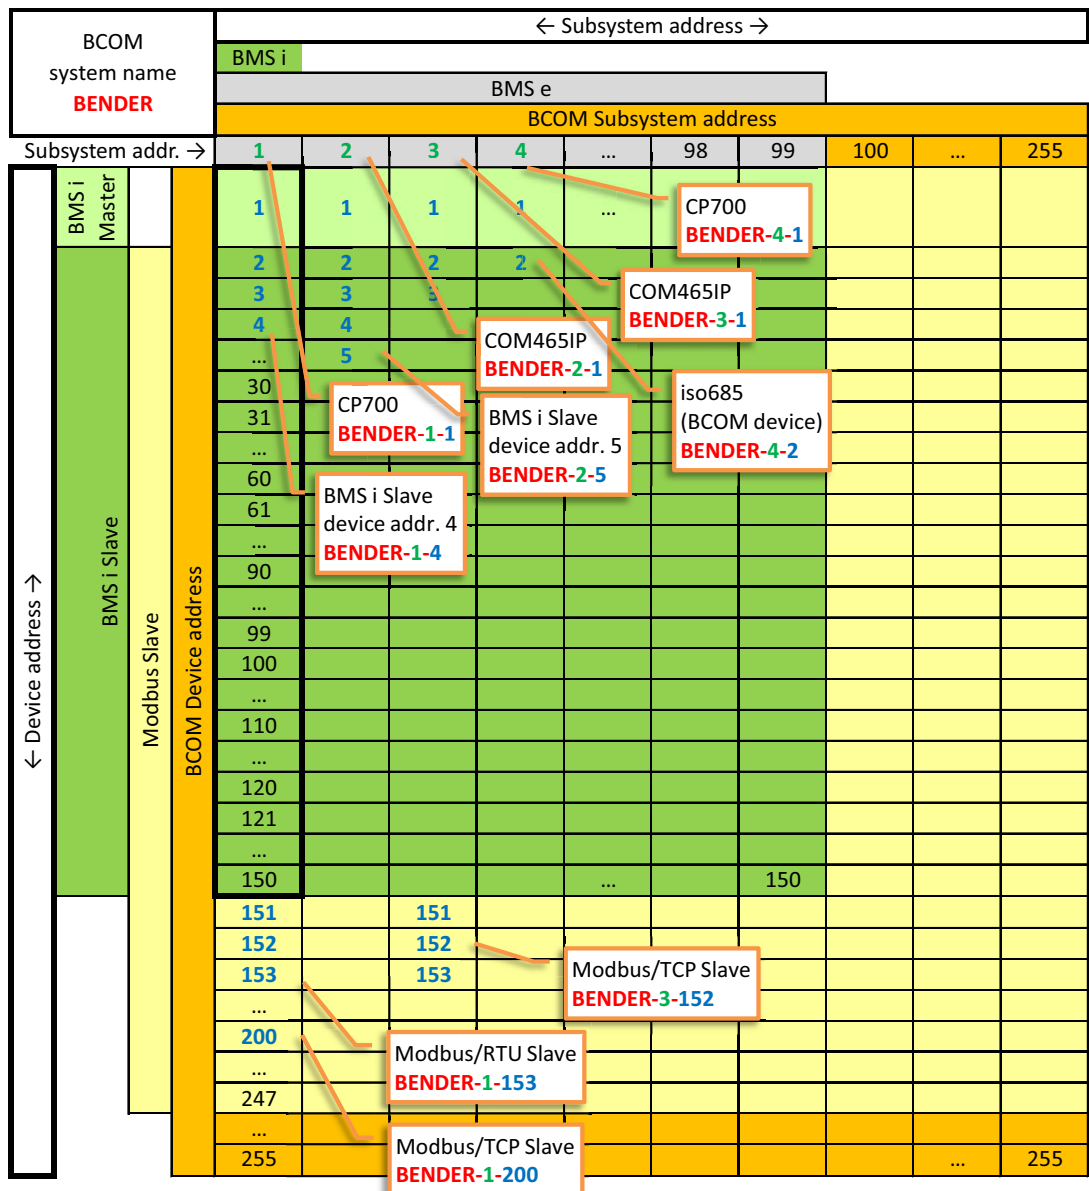 BCOM
system name
BENDER
← Subsystem address →
BMS i
BMS e
BCOM Subsystem address
Subsystem addr. → 1 2 3 4 ... 98 99 100 ... 255
← Device address →
BMS i
Master
BMS i Slave
Modbus Slave
BCOM Device address
1 1 1 1 ...
CP700
BENDER-4-1
2 2 2 2
3 3 3
COM465IP
BENDER-3-1
4 4
COM465IP
BENDER-2-1
... 5
30
iso685
(BCOM device)
BENDER-4-2
CP700
BENDER-1-1
31
BMS i Slave
device addr. 5
BENDER-2-5
...
60
BMS i Slave
device addr. 4
BENDER-1-4
61
...
90
...
99
100
...
110
...
120
121
...
150 ... 150
151 151
152 152
Modbus/TCP Slave
BENDER-3-152
153 153
...
200
Modbus/RTU Slave
BENDER-1-153
...
247
...
Modbus/TCP Slave
BENDER-1-200
255 ... 255